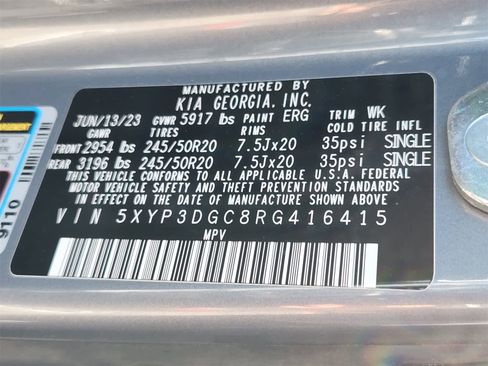 MANUFACTURED BY
KIA GEORGIA, INC.
JUN/13/23 GVWR 5917 lbs PAINT ERG TRIM WK
GAWR TIRES RIMS COLD TIRE INFL
FRONT 2954 lbs 245/50R20 7.5Jx20 35psi SINGLE
REAR 3196 lbs 245/50R20 7.5Jx20 35psi SINGLE
THIS VEHICLE CONFORMS TO ALL APPLICABLE U.S.A. FEDERAL
MOTOR VEHICLE SAFETY AND THEFT PREVENTION STANDARDS
IN EFFECT ON THE DATE OF MANUFACTURE SHOWN ABOVE.
VIN 5XYP3DGC8RG416415
MPV
9110